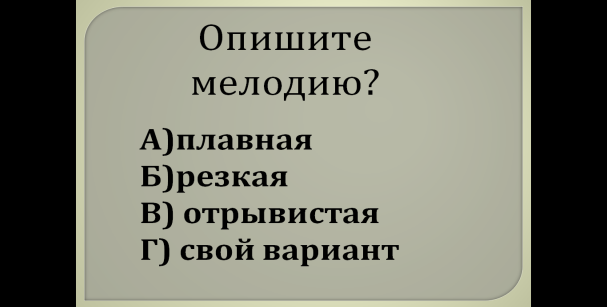 Опишите
мелодию?
А)плавная
Б)резкая
В) отрывистая
Г) свой вариант